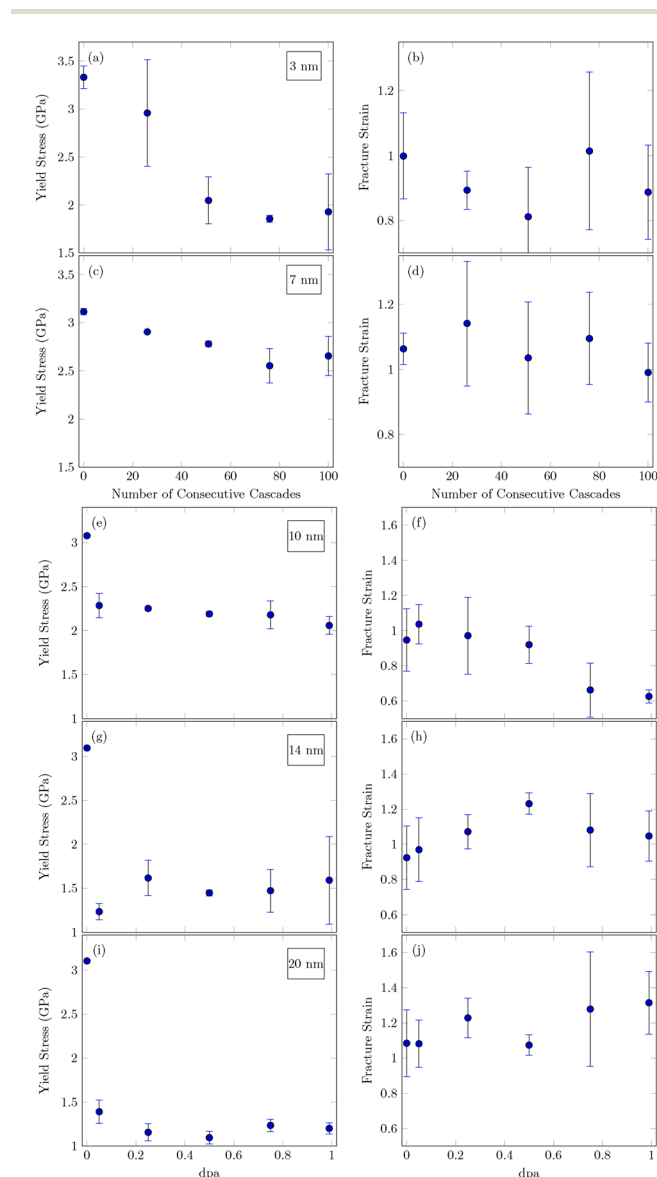 (a)
3 nm
3.5
3
2.5
2
1.5
Yield Stress (GPa)
(b)
1.2
1
0.8
Fracture Strain
(c)
7 nm
3.5
3
2.5
2
1.5
Yield Stress (GPa)
0 20 40 60 80 100
Number of Consecutive Cascades
(d)
1.2
1
0.8
Fracture Strain
0 20 40 60 80 100
Number of Consecutive Cascades
(e)
10 nm
3
2.5
2
1.5
1
Yield Stress (GPa)
(f)
1.6
1.4
1.2
1
0.8
0.6
Fracture Strain
(g)
14 nm
3
2.5
2
1.5
1
Yield Stress (GPa)
(h)
1.6
1.4
1.2
1
0.8
0.6
Fracture Strain
(i)
20 nm
3
2.5
2
1.5
1
Yield Stress (GPa)
0 0.2 0.4 0.6 0.8 1
dpa
(j)
1.6
1.4
1.2
1
0.8
0.6
Fracture Strain
0 0.2 0.4 0.6 0.8 1
dpa